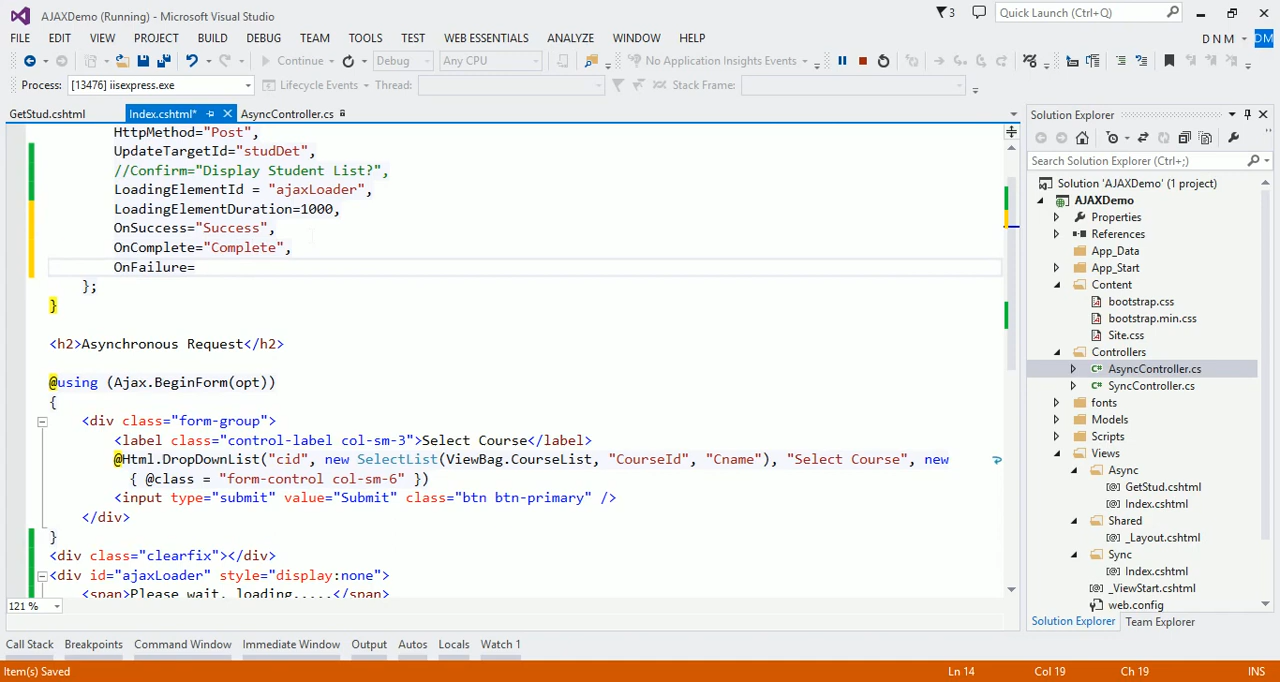 AJAXDemo (Running) - Microsoft Visual Studio
3
Quick Launch (Ctrl+Q)
FILE EDIT VIEW PROJECT BUILD DEBUG TEAM TOOLS TEST WEB ESSENTIALS ANALYZE WINDOW HELP
D N M
DM
Continue Debug Any CPU No Application Insights Events
Process: [13476] iisexpress.exe Lifecycle Events Thread: Stack Frame:
GetStud.cshtml Index.cshtml* AsyncController.cs
HttpMethod="Post",
UpdateTargetId="studDet",
//Confirm="Display Student List?",
LoadingElementId = "ajaxLoader",
LoadingElementDuration=1000,
OnSuccess="Success",
OnComplete="Complete",
OnFailure=
};
}
<h2>Asynchronous Request</h2>
@using (Ajax.BeginForm(opt))
{
<div class="form-group">
<label class="control-label col-sm-3">Select Course</label>
@Html.DropDownList("cid", new SelectList(ViewBag.CourseList, "CourseId", "Cname"), "Select Course", new
{ @class = "form-control col-sm-6" })
<input type="submit" value="Submit" class="btn btn-primary" />
</div>
}
<div class="clearfix"></div>
<div id="ajaxLoader" style="display:none">
<span>Please wait, loading.....</span>
121 %
Solution Explorer
Search Solution Explorer (Ctrl+;)
Solution 'AJAXDemo' (1 project)
AJAXDemo
Properties
References
App_Data
App_Start
Content
bootstrap.css
bootstrap.min.css
Site.css
Controllers
AsyncController.cs
SyncController.cs
fonts
Models
Scripts
Views
Async
GetStud.cshtml
Index.cshtml
Shared
_Layout.cshtml
Sync
Index.cshtml
_ViewStart.cshtml
web.config
Solution Explorer Team Explorer
Call Stack Breakpoints Command Window Immediate Window Output Autos Locals Watch 1
Item(s) Saved Ln 14 Col 19 Ch 19 INS